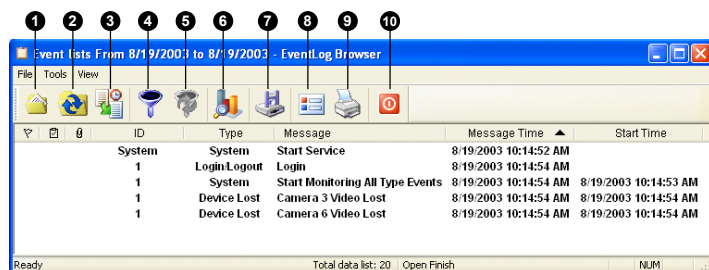 1 2 3 4 5 6 7 8 9 10
Event lists From 8/19/2003 to 8/19/2003 - EventLog Browser
File Tools View
ID Type Message Message Time Start Time
System System Start Service 8/19/2003 10:14:52 AM
1 Login/Logout Login 8/19/2003 10:14:54 AM
1 System Start Monitoring All Type Events 8/19/2003 10:14:54 AM 8/19/2003 10:14:53 AM
1 Device Lost Camera 3 Video Lost 8/19/2003 10:14:54 AM 8/19/2003 10:14:54 AM
1 Device Lost Camera 6 Video Lost 8/19/2003 10:14:54 AM 8/19/2003 10:14:54 AM
Ready Total data list: 20 Open Finish NUM